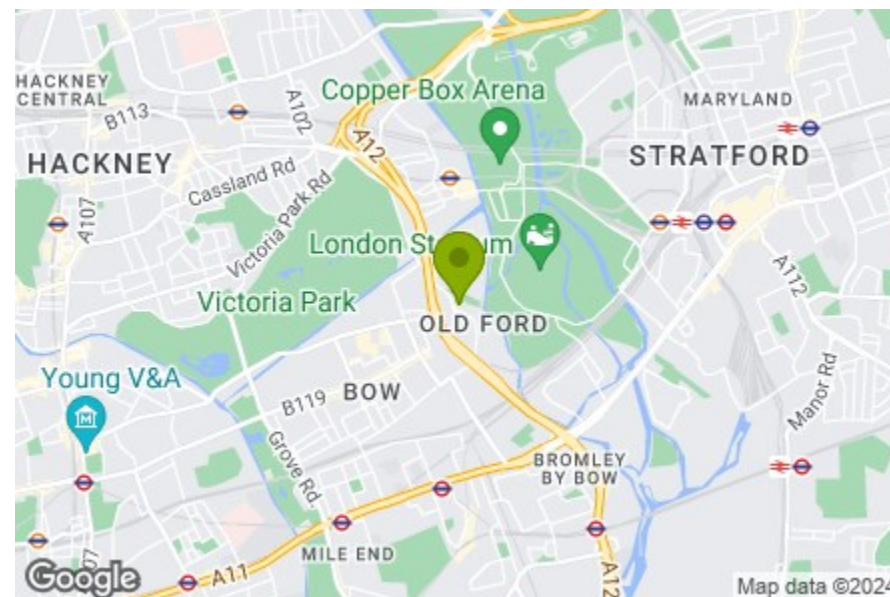 HACKNEY
CENTRAL
B113
A102
Copper Box Arena
MARYLAND
A12
HACKNEY
STRATFORD
Cassland Rd
A107
Victoria Park Rd
London Stadium
A112
Victoria Park
OLD FORD
Young V&A
B119
BOW
Manor Rd
Grove Rd.
BROMLEY
BY BOW
MILE END
A11
A12
Google
Map data ©2024